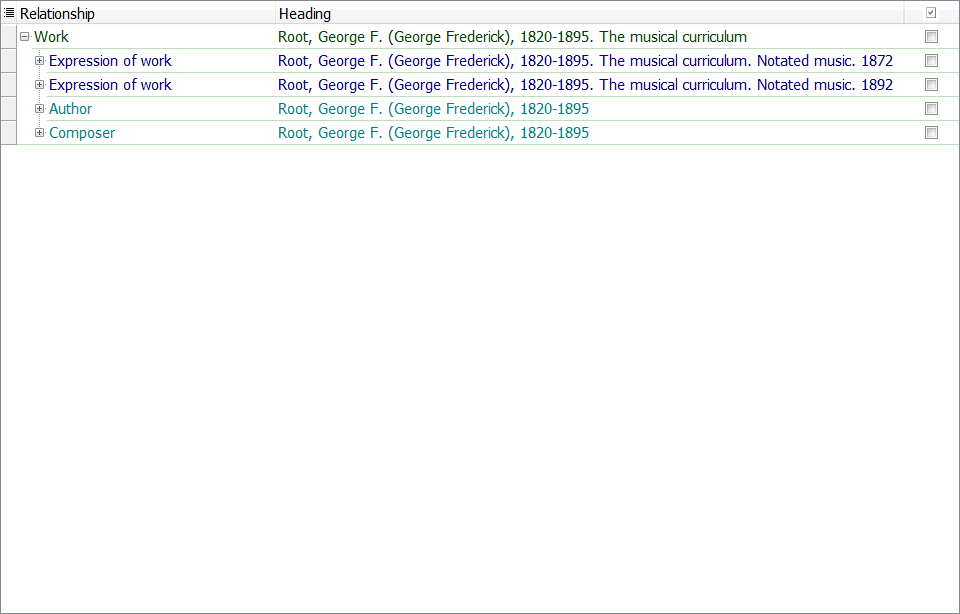 Relationship Heading
Work Root, George F. (George Frederick), 1820-1895. The musical curriculum
Expression of work Root, George F. (George Frederick), 1820-1895. The musical curriculum. Notated music. 1872
Expression of work Root, George F. (George Frederick), 1820-1895. The musical curriculum. Notated music. 1892
Author Root, George F. (George Frederick), 1820-1895
Composer Root, George F. (George Frederick), 1820-1895